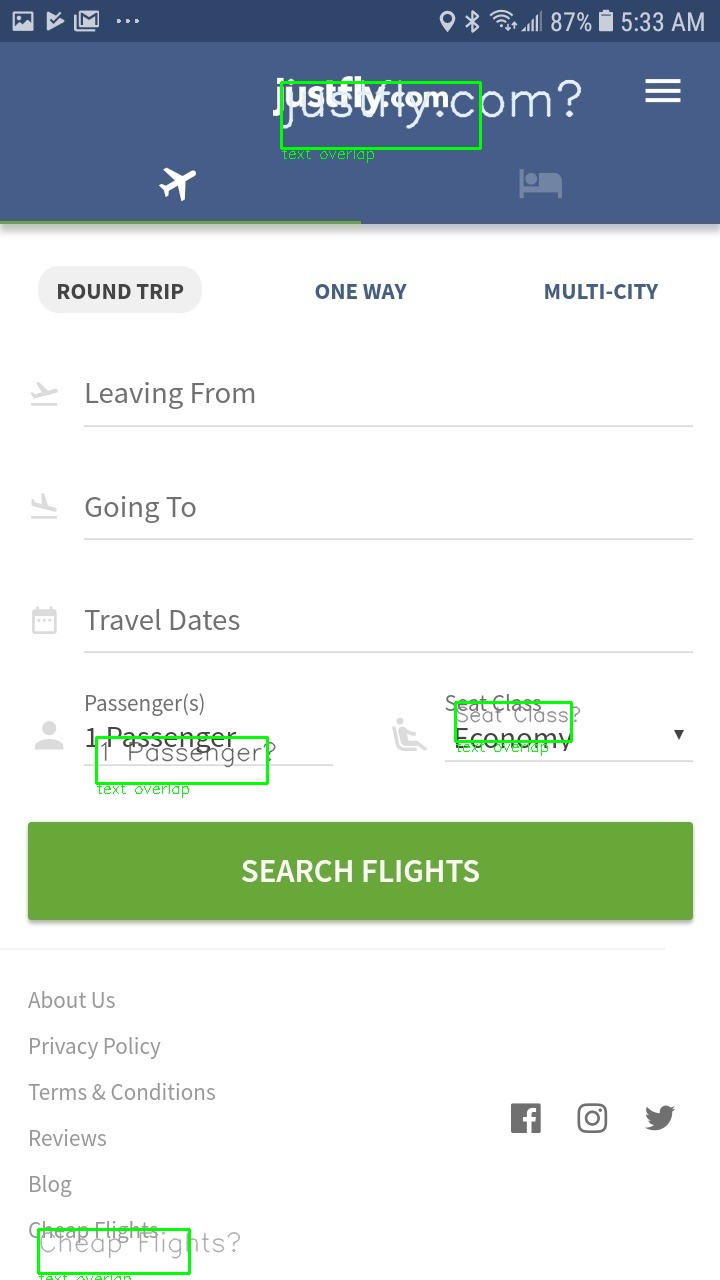 87% 5:33 AM
justfly.com
justfly.com?
text overlap
ROUND TRIP ONE WAY MULTI-CITY
Leaving From
Going To
Travel Dates
Passenger(s) Seat Class
Seat Class?
1 Passenger Economy
1 Passenger? text overlap
text overlap
SEARCH FLIGHTS
About Us
Privacy Policy
Terms & Conditions
Reviews
Blog
Cheap Flights
Cheap Flights?
text overlap